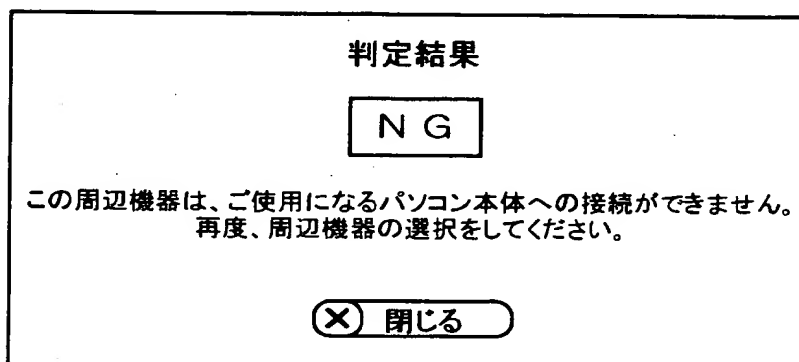 判定結果
NG
この周辺機器は、ご使用になるパソコン本体への接続ができません。
再度、周辺機器の選択をしてください。
× 閉じる